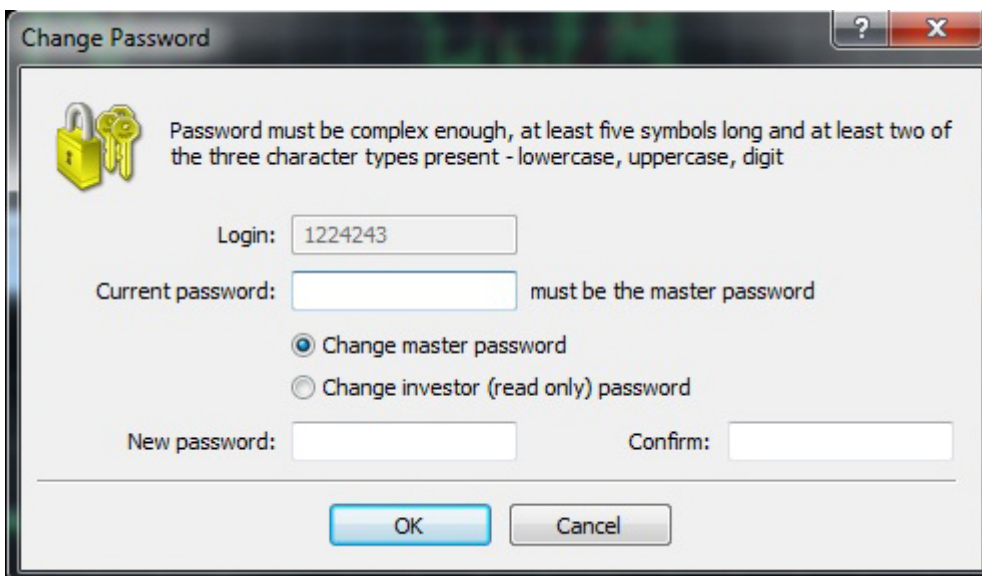 Change Password
?
X
Password must be complex enough, at least five symbols long and at least two of
the three character types present - lowercase, uppercase, digit
Login: 1224243
Current password: must be the master password
Change master password
Change investor (read only) password
New password: Confirm:
OK Cancel